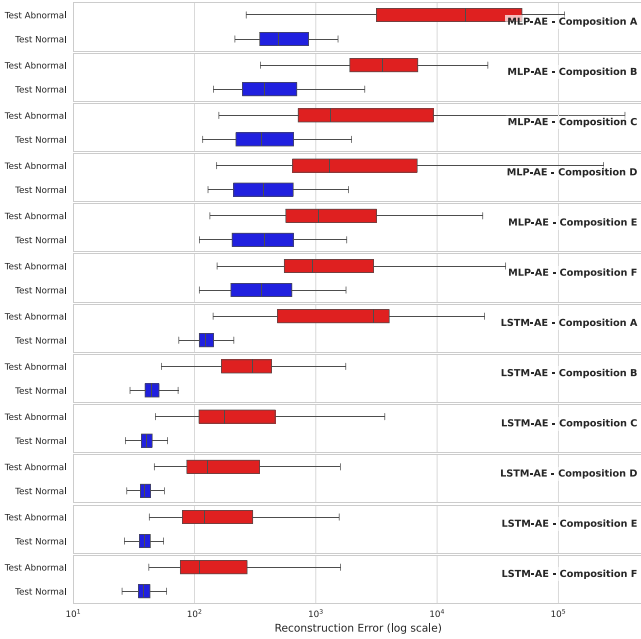 Test Abnormal
MLP-AE - Composition A
Test Normal
Test Abnormal
MLP-AE - Composition B
Test Normal
Test Abnormal
MLP-AE - Composition C
Test Normal
Test Abnormal
MLP-AE - Composition D
Test Normal
Test Abnormal
MLP-AE - Composition E
Test Normal
Test Abnormal
MLP-AE - Composition F
Test Normal
Test Abnormal
LSTM-AE - Composition A
Test Normal
Test Abnormal
LSTM-AE - Composition B
Test Normal
Test Abnormal
LSTM-AE - Composition C
Test Normal
Test Abnormal
LSTM-AE - Composition D
Test Normal
Test Abnormal
LSTM-AE - Composition E
Test Normal
Test Abnormal
LSTM-AE - Composition F
Test Normal
10¹ 10² 10³ 10⁴ 10⁵
Reconstruction Error (log scale)